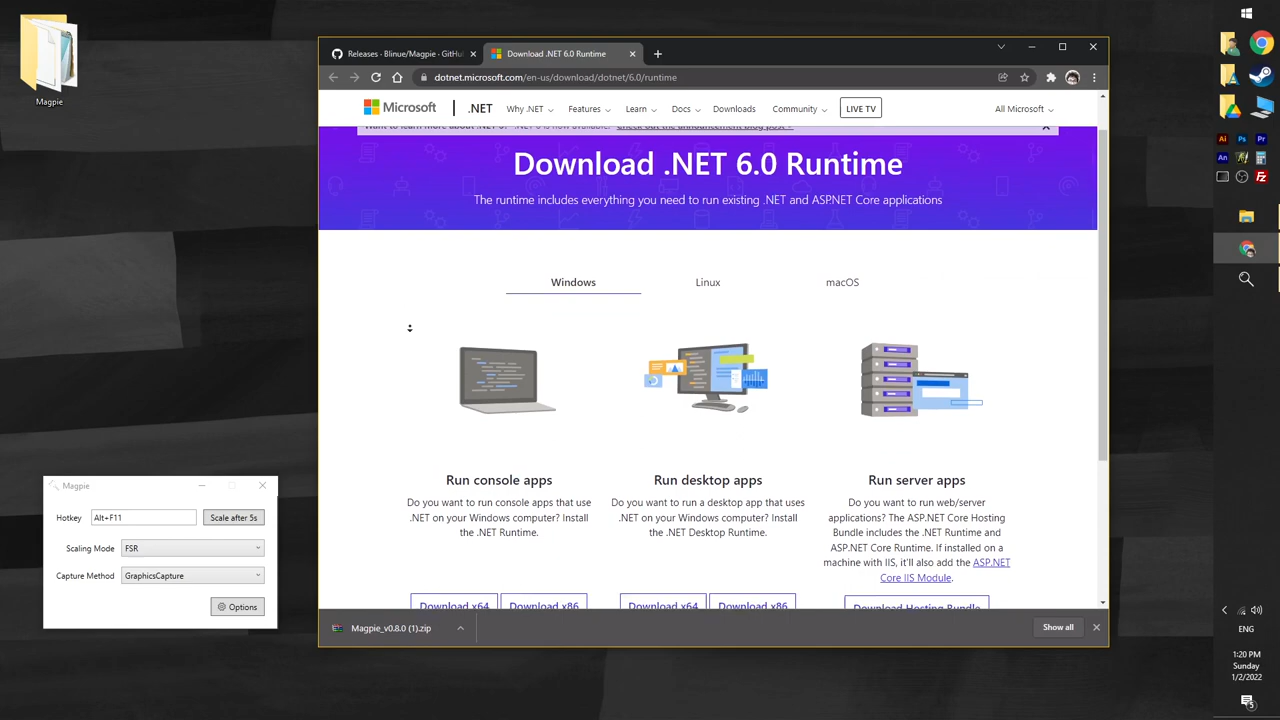 Magpie
Releases · Blinue/Magpie · GitHu
Download .NET 6.0 Runtime
dotnet.microsoft.com/en-us/download/dotnet/6.0/runtime
Microsoft
.NET
Why .NET
Features
Learn
Docs
Downloads
Community
LIVE TV
All Microsoft
Download .NET 6.0 Runtime
The runtime includes everything you need to run existing .NET and ASP.NET Core applications
Windows
Linux
macOS
Run console apps
Do you want to run console apps that use
.NET on your Windows computer? Install
the .NET Runtime.
Download x64
Download x86
Run desktop apps
Do you want to run a desktop app that uses
.NET on your Windows computer? Install
the .NET Desktop Runtime.
Download x64
Download x86
Run server apps
Do you want to run web/server
applications? The ASP.NET Core Hosting
Bundle includes the .NET Runtime and
ASP.NET Core Runtime. If installed on a
machine with IIS, it'll also add the ASP.NET
Core IIS Module.
Download Hosting Bundle
Magpie_v0.8.0 (1).zip
Show all
Magpie
Hotkey
Alt+F11
Scale after 5s
Scaling Mode
FSR
Capture Method
GraphicsCapture
Options
Ai
Ps
Pr
An
Fz
ENG
1:20 PM
Sunday
1/2/2022
5